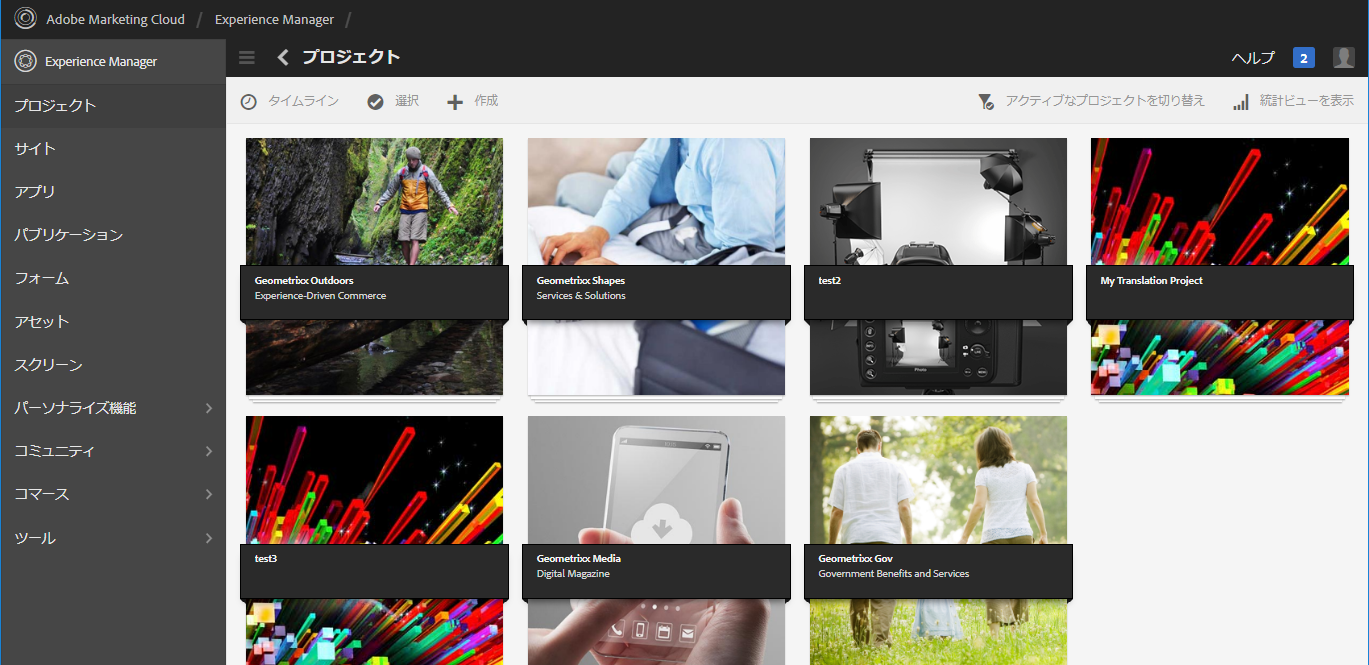 Adobe Marketing Cloud / Experience Manager /
Experience Manager
プロジェクト
ヘルプ
2
プロジェクト
サイト
アプリ
パブリケーション
フォーム
アセット
スクリーン
パーソナライズ機能
コミュニティ
コマース
ツール
タイムライン
選択
作成
アクティブなプロジェクトを切り替え
統計ビューを表示
Geometrixx Outdoors
Experience-Driven Commerce
Geometrixx Shapes
Services & Solutions
test2
Photo
My Translation Project
test3
Geometrixx Media
Digital Magazine
Geometrixx Gov
Government Benefits and Services